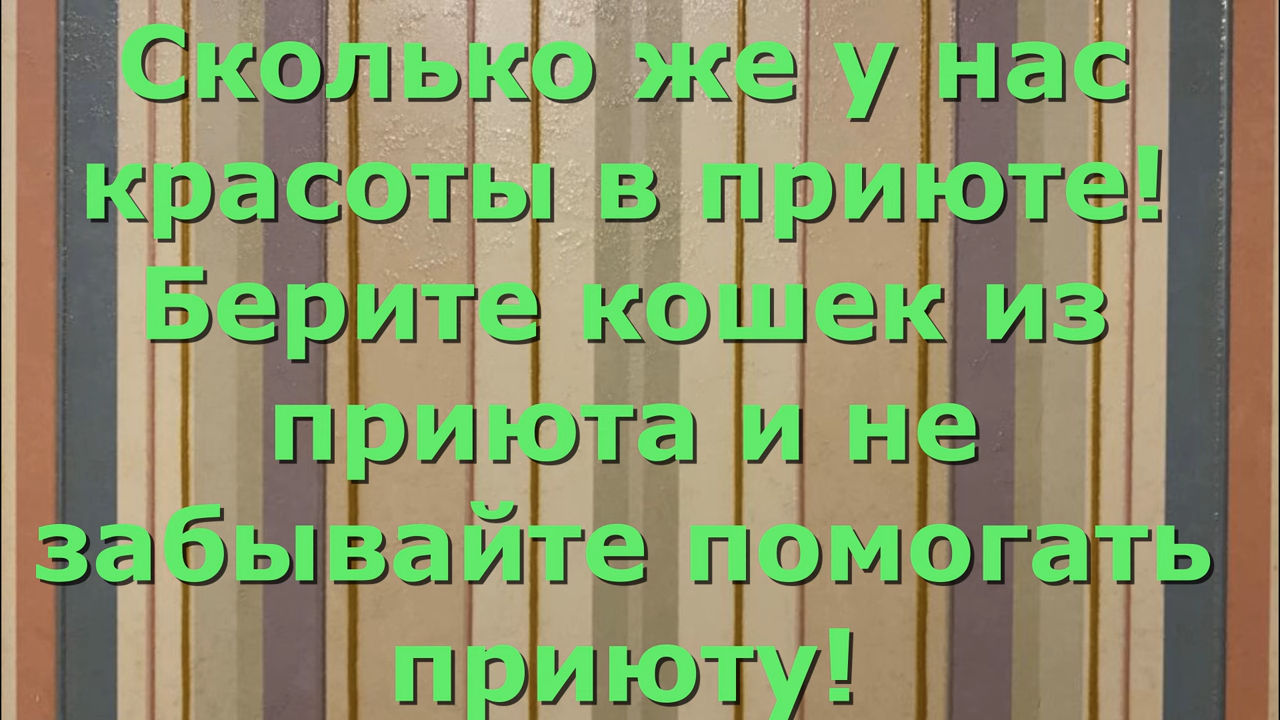 Сколько же у нас
красоты в приюте!
Берите кошек из
приюта и не
забывайте помогать
приюту!